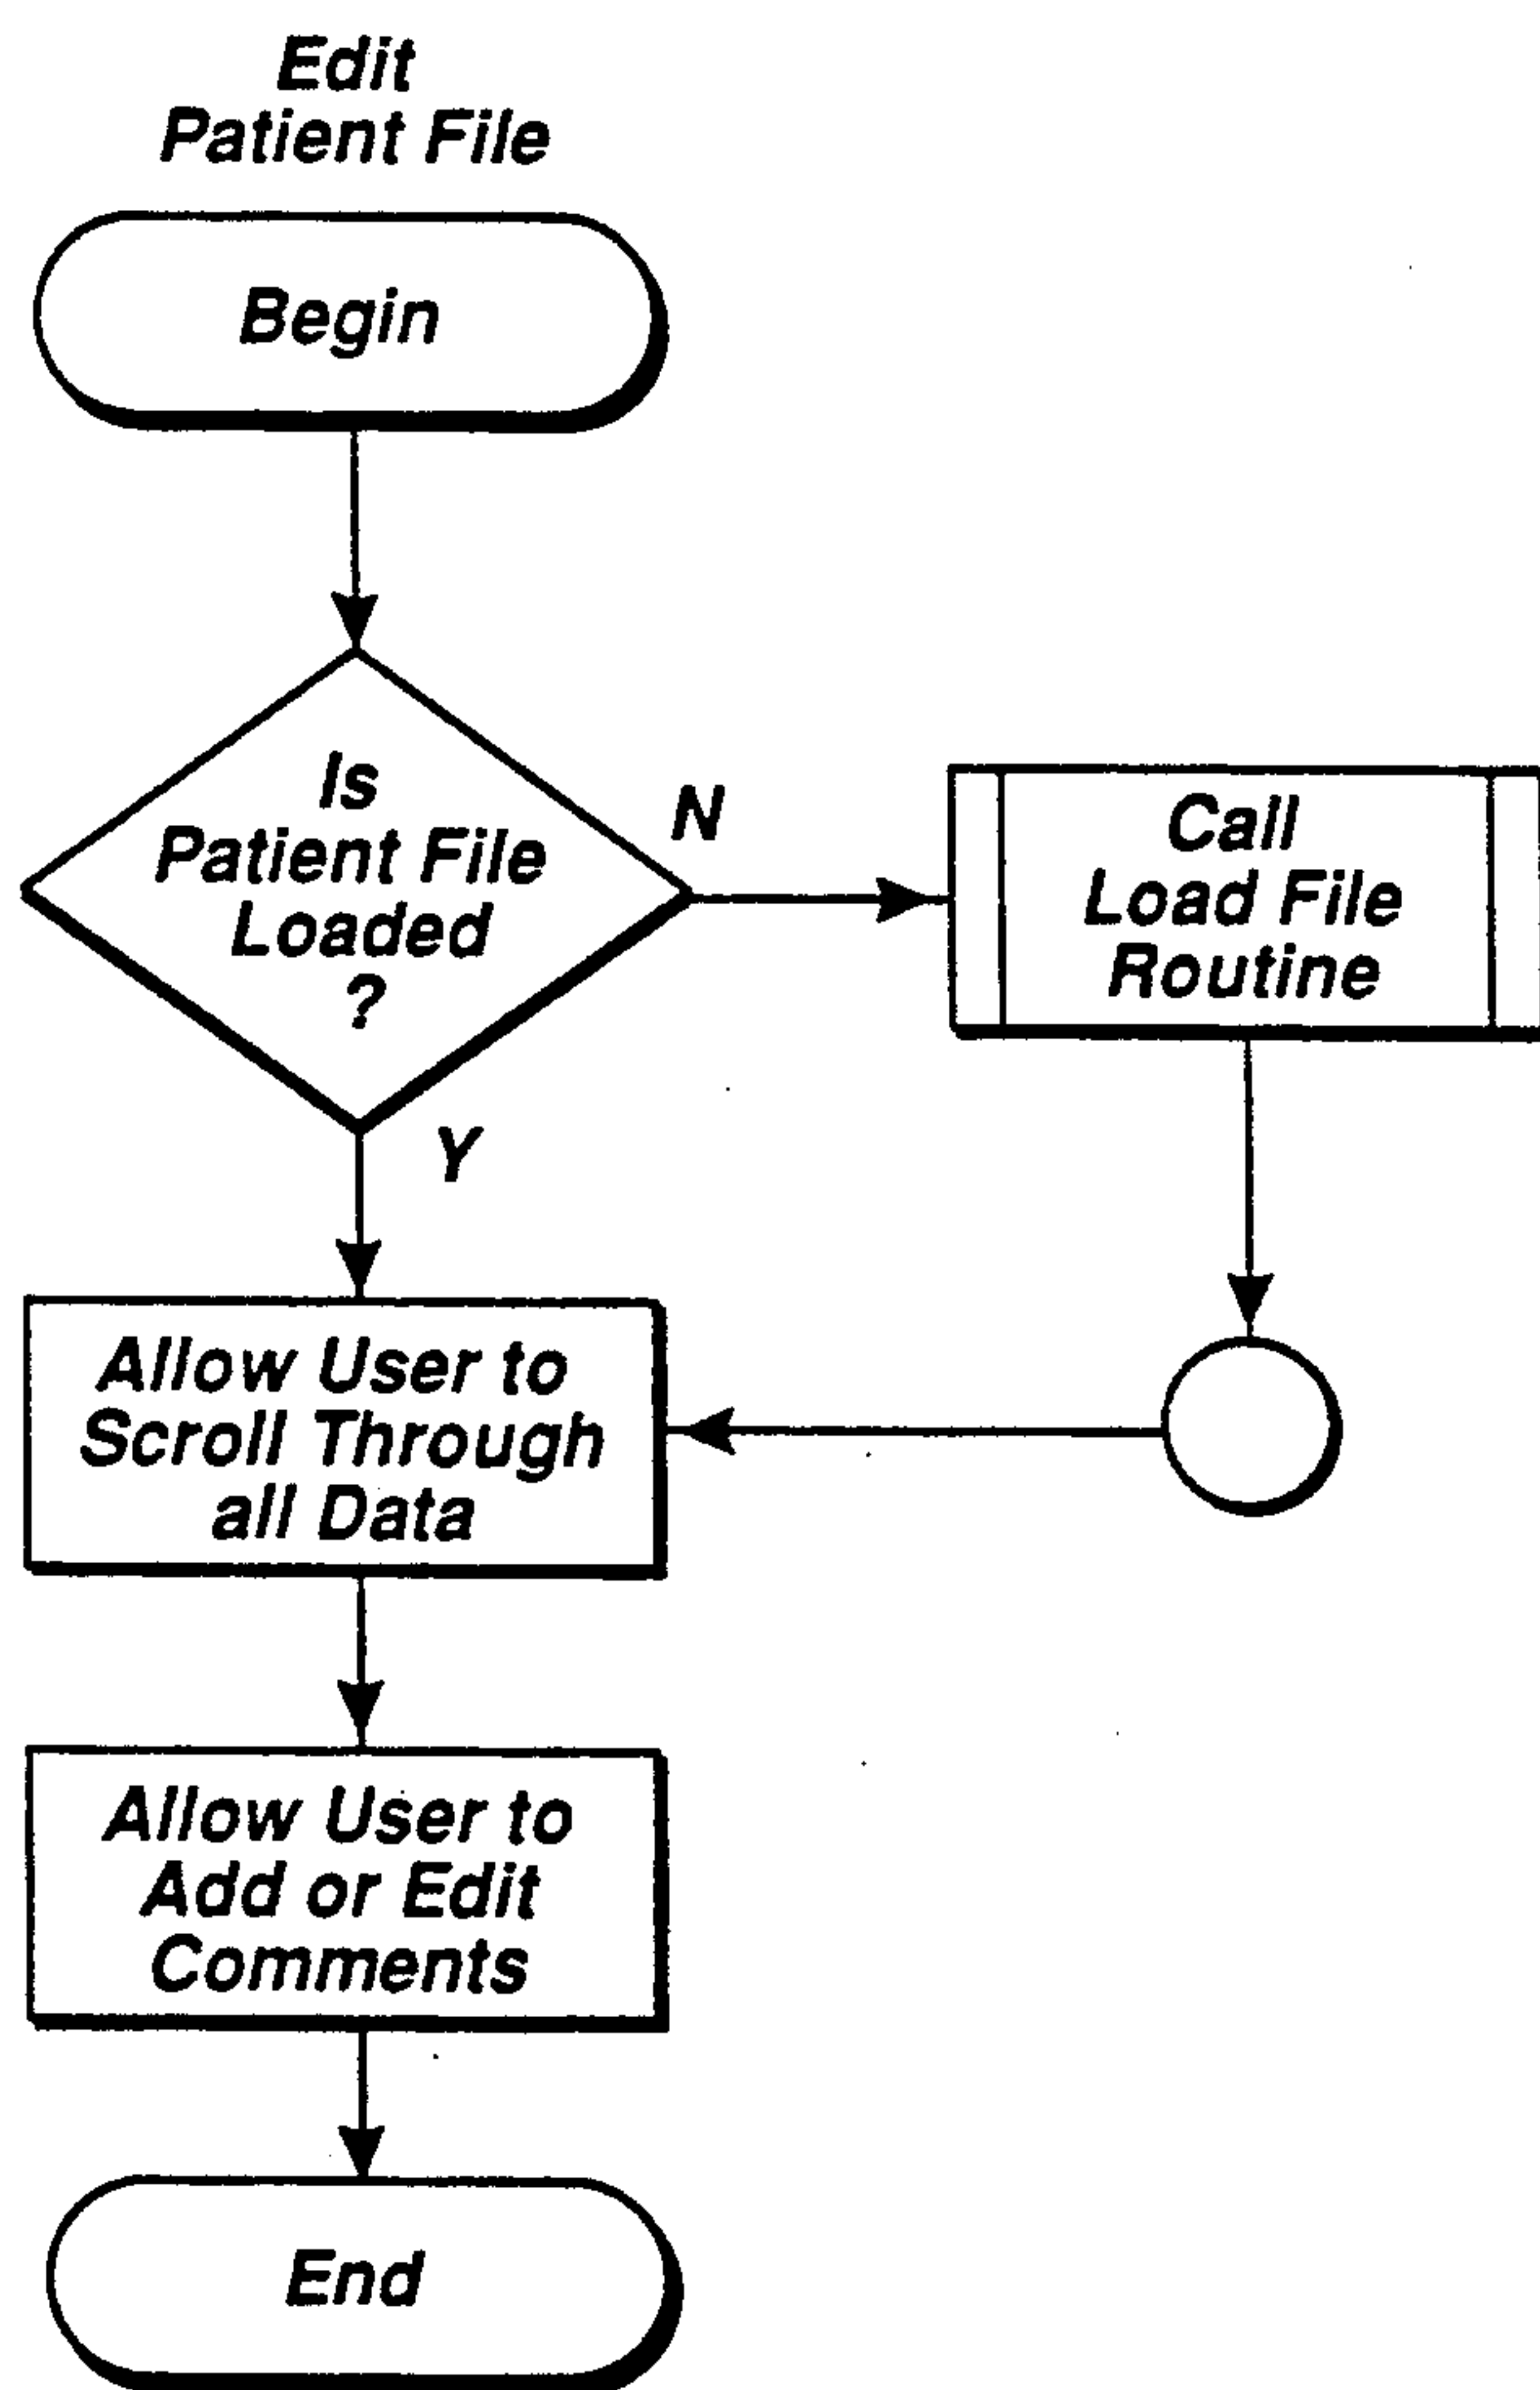 Edit
Patient File
Begin
Is
Patient File
Loaded
?
N
Call
Load File
Routine
Y
Allow User to
Scroll Through
all Data
Allow User to
Add or Edit
Comments
End